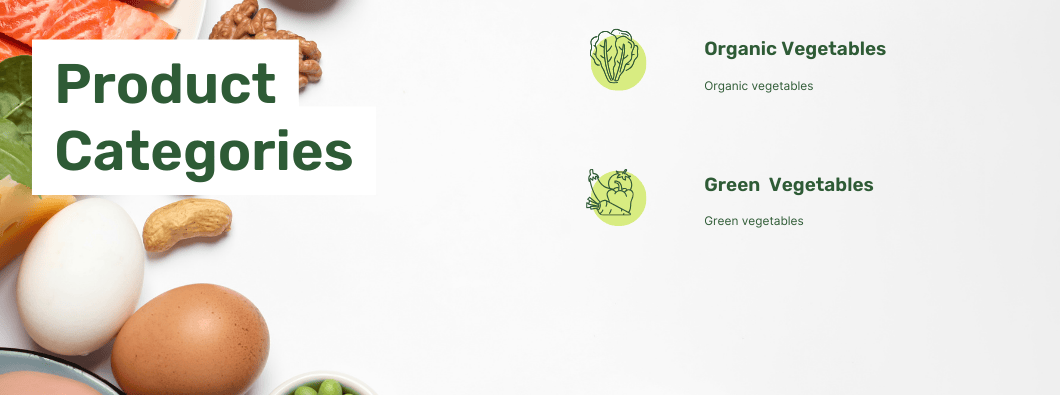 Product
Categories
Organic Vegetables
Organic vegetables
Green  Vegetables
Green vegetables